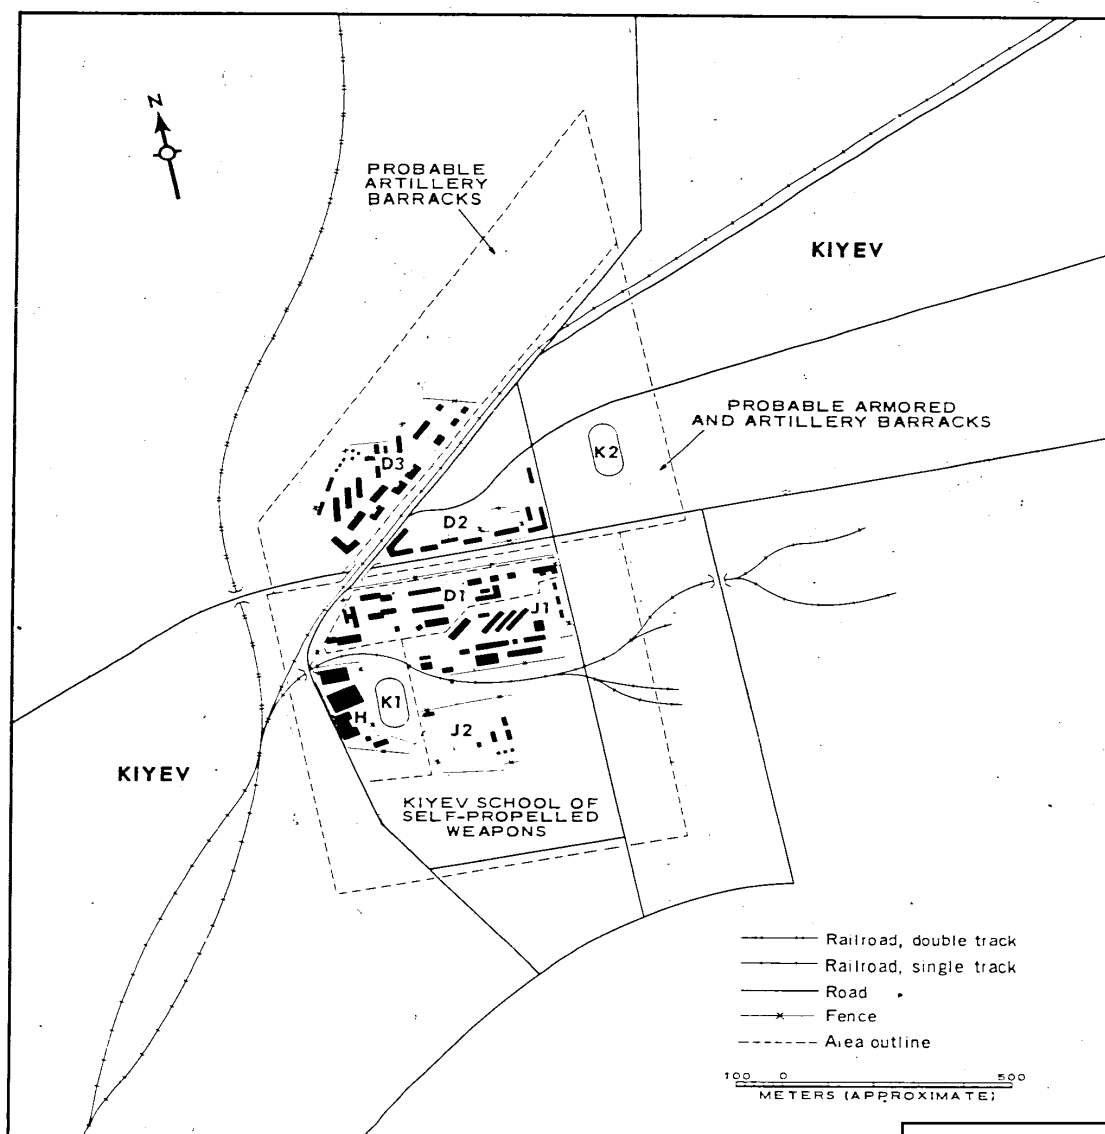 N
PROBABLE
ARTILLERY
BARRACKS
KIYEV
PROBABLE ARMORED
AND ARTILLERY BARRACKS
K2
D3
D2
D1
J1
K1
H
J2
KIYEV
KIYEV SCHOOL OF
SELF-PROPELLED
WEAPONS
Railroad, double track
Railroad, single track
Road
Fence
Area outline
100 0 500
METERS (APPROXIMATE)